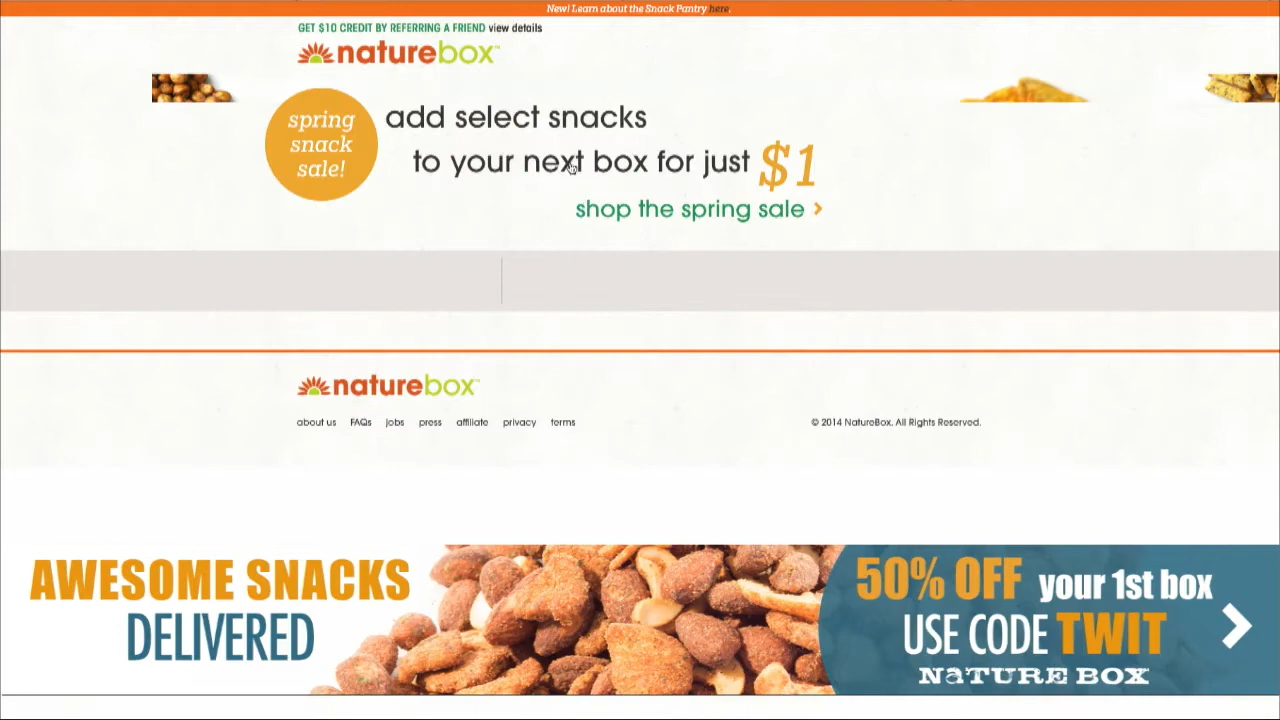 New! Learn about the Snack Pantry here.
GET $10 CREDIT BY REFERRING A FRIEND view details
naturebox™
spring
snack
sale!
add select snacks
to your next box for just $1
shop the spring sale >
naturebox™
about us FAQs jobs press affiliate privacy terms
© 2014 NatureBox. All Rights Reserved.
AWESOME SNACKS
DELIVERED
50% OFF your 1st box
USE CODE TWIT
NATURE BOX